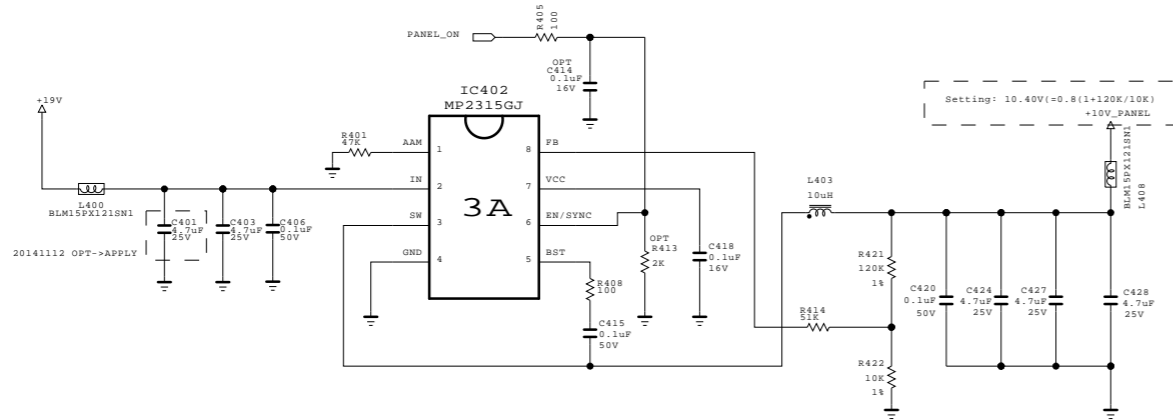 R405
100
PANEL_ON
OPT
C414
0.1uF
16V
IC402
MP2315GJ
+19V
Setting: 10.40V(=0.8(1+120K/10K)
+10V_PANEL
BLM15PX121SN1
L408
R401
47K
AAM
1
8
FB
IN
2
7
VCC
SW
3
6
EN/SYNC
GND
4
5
BST
3A
L400
BLM15PX121SN1
C401
4.7uF
25V
C403
4.7uF
25V
C406
0.1uF
50V
20141112 OPT->APPLY
L403
10uH
OPT
R413
2K
C418
0.1uF
16V
R408
100
C415
0.1uF
50V
R421
120K
1%
R414
51K
R422
10K
1%
C420
0.1uF
50V
C424
4.7uF
25V
C427
4.7uF
25V
C428
4.7uF
25V